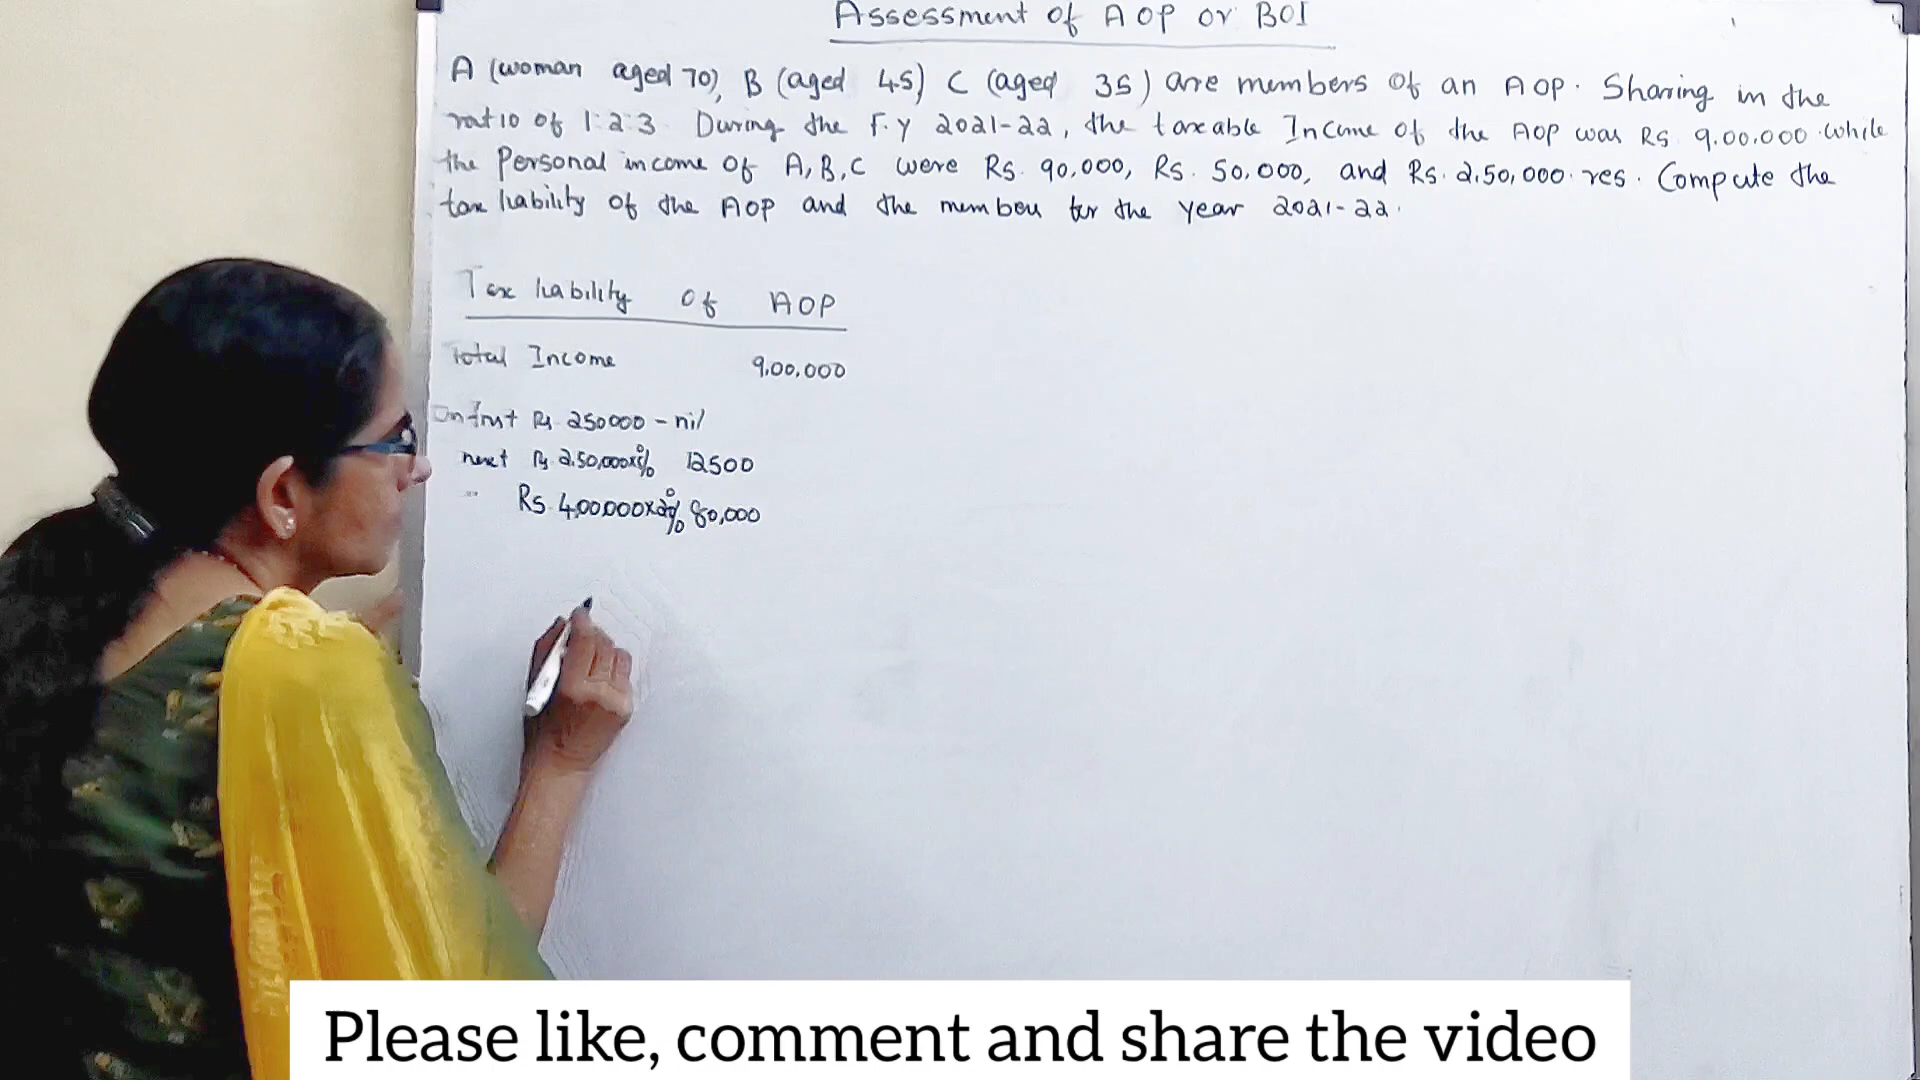 Assessment of AOP or BOI
A (woman aged 70), B (aged 45) C (aged 35) are members of an AOP. Sharing in the
ratio of 1:2:3. During the F.Y 2021-22, the taxable Income of the AOP was Rs. 9,00,000 while
the Personal income of A, B, C were Rs. 90,000, Rs. 50,000, and Rs. 2,50,000. res. Compute the
tax liability of the AOP and the members for the year 2021-22.
Tax liability of AOP
Total Income 9,00,000
On first Rs. 250000 - nil
next Rs. 2,50,000x5% 12500
" Rs. 4,00,000x20% 80,000
Please like, comment and share the video